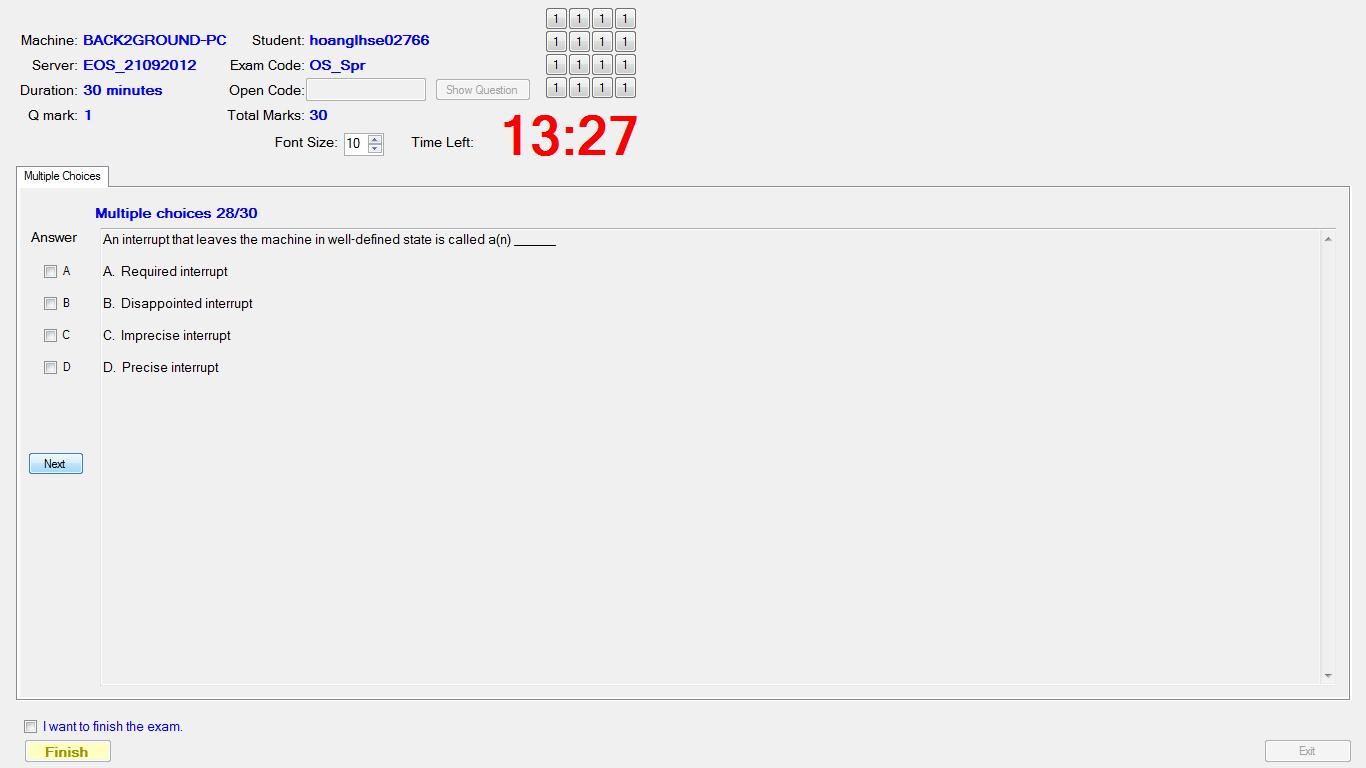 1 1 1 1
Machine: BACK2GROUND-PC Student: hoanglhse02766
1 1 1 1
Server: EOS_21092012 Exam Code: OS_Spr
1 1 1 1
Duration: 30 minutes Open Code: Show Question
1 1 1 1
Q mark: 1 Total Marks: 30
Font Size: 10 Time Left: 13:27
Multiple Choices
Multiple choices 28/30
Answer
An interrupt that leaves the machine in well-defined state is called a(n) ______
A A. Required interrupt
B B. Disappointed interrupt
C C. Imprecise interrupt
D D. Precise interrupt
Next
I want to finish the exam.
Finish
Exit